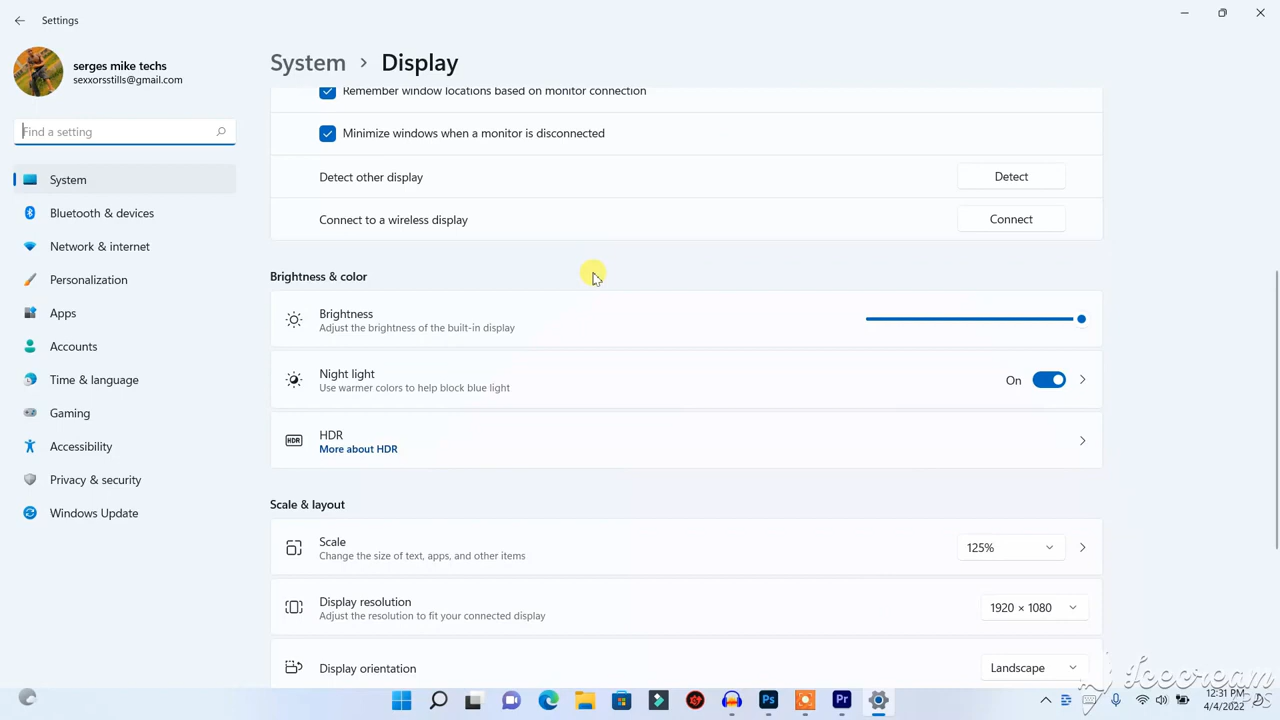 Settings
serges mike techs
sexxorsstills@gmail.com
Find a setting
System
Bluetooth & devices
Network & internet
Personalization
Apps
Accounts
Time & language
Gaming
Accessibility
Privacy & security
Windows Update
System > Display
Remember window locations based on monitor connection
Minimize windows when a monitor is disconnected
Detect other display
Detect
Connect to a wireless display
Connect
Brightness & color
Brightness
Adjust the brightness of the built-in display
Night light
Use warmer colors to help block blue light
On
HDR
HDR
More about HDR
Scale & layout
Scale
Change the size of text, apps, and other items
125%
Display resolution
Adjust the resolution to fit your connected display
1920 × 1080
Display orientation
Landscape
Icecream
Ps
Pr
12:31 PM
4/4/2022